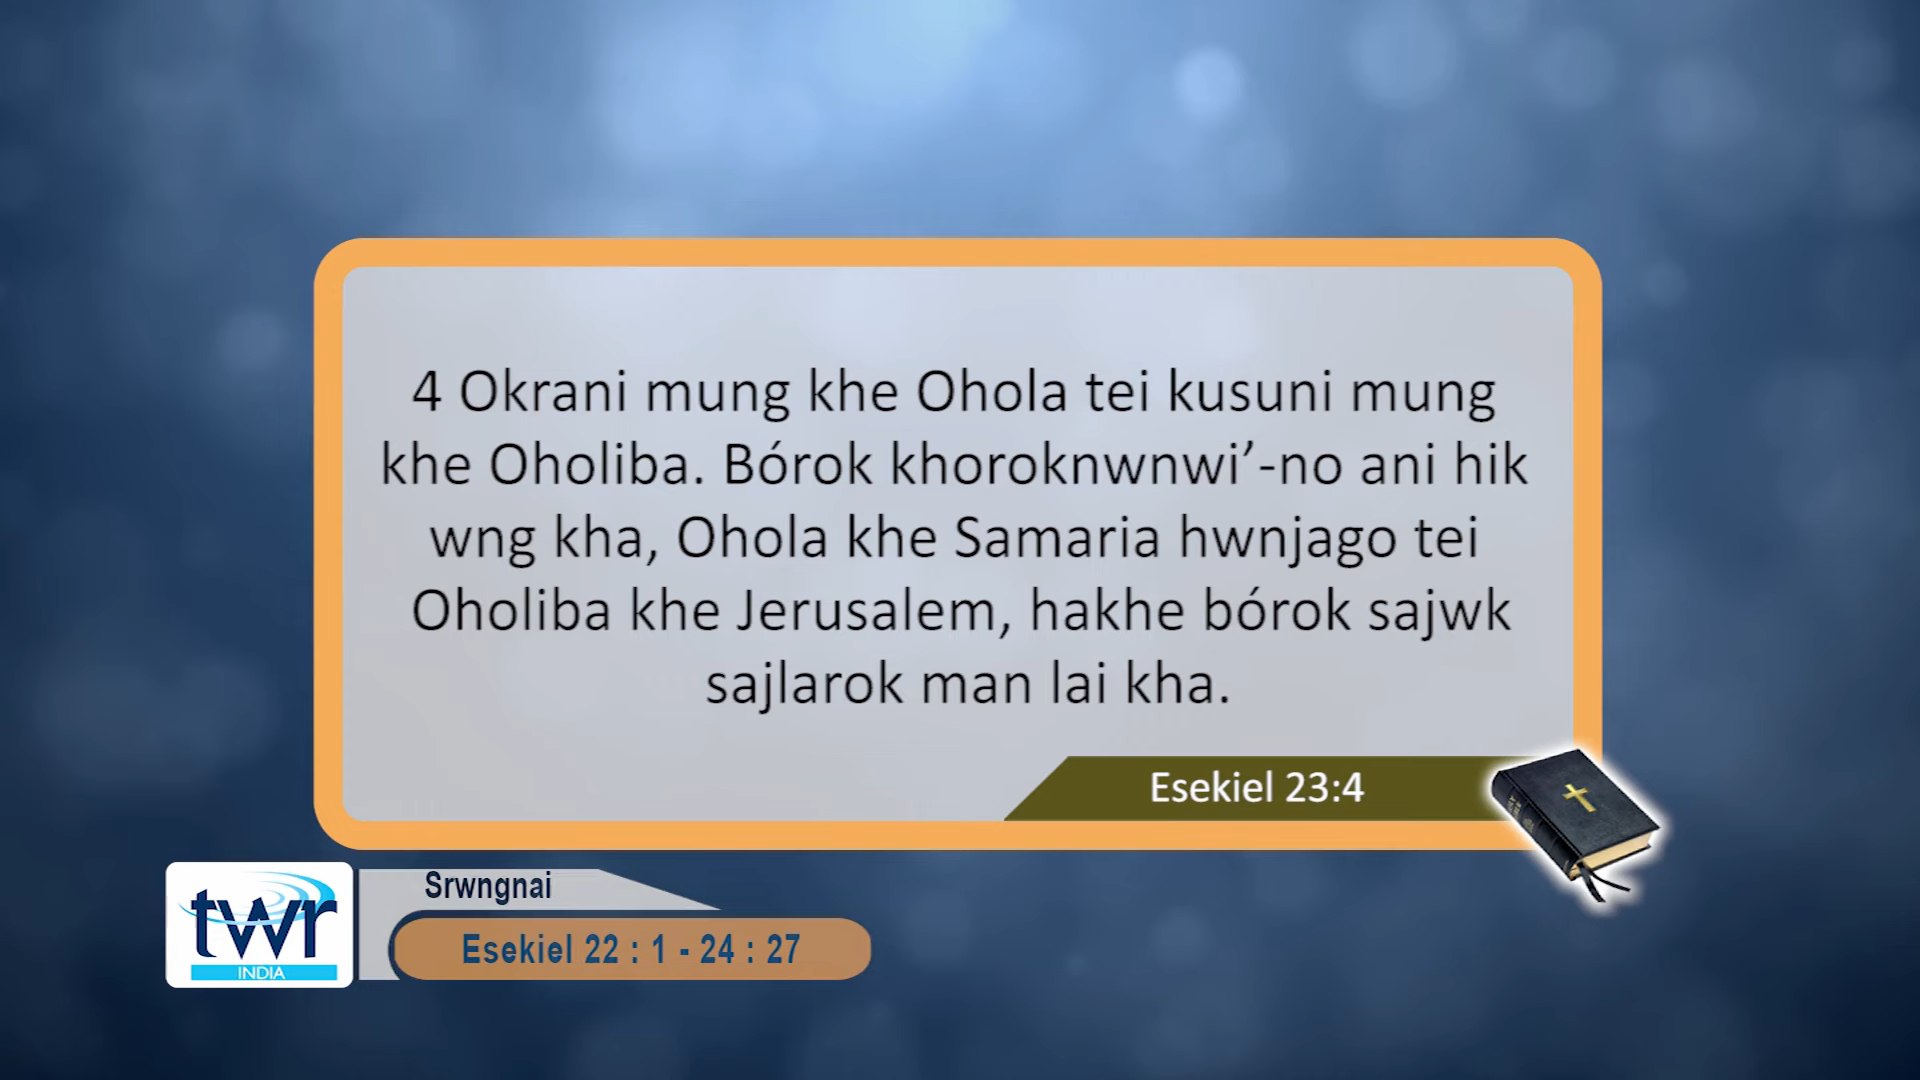 4 Okrani mung khe Ohola tei kusuni mung
khe Oholiba. Bórok khoroknwnwi’-no ani hik
wng kha, Ohola khe Samaria hwnjago tei
Oholiba khe Jerusalem, hakhe bórok sajwk
sajlarok man lai kha.
Esekiel 23:4
Srwngnai
twr
INDIA
Esekiel 22 : 1 - 24 : 27